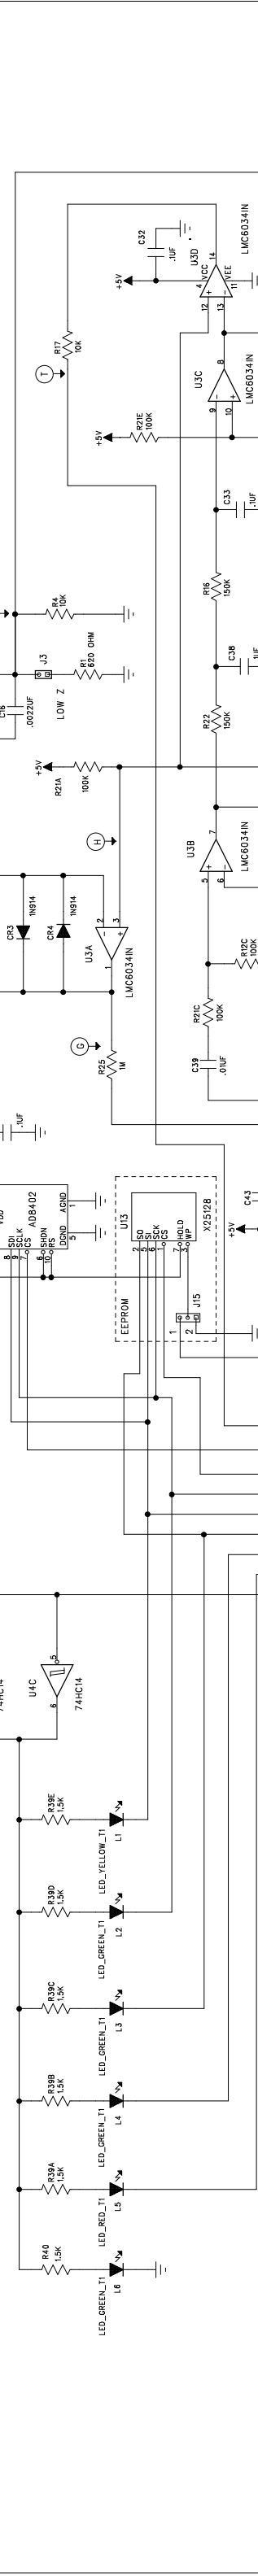 C32
.1UF
+5V
U3D
4
VCC
VEE
11
14
12
13
+
-
LMC6034IN
R17
10K
T
8
U3C
9
10
-
+
LMC6034IN
+5V
R21E
100K
C33
.1UF
R4
10K
R16
150K
J3
LOW Z
R1
620 OHM
C16
.0022UF
C38
.1UF
R22
150K
+5V
R21A
100K
H
7
U3B
5
6
+
-
LMC6034IN
CR3
1N914
CR4
1N914
2
3
-
+
U3A
1
LMC6034IN
R12C
100K
R21C
100K
G
R25
1M
C39
.01UF
.1UF
VDD
AD8402
AGND
1
DGND
5
SDI
8
SCLK
9
CS
7
SHDN
6
RS
10
U13
X25128
SO
2
SI
5
SCK
6
CS
1
HOLD
7
WP
3
EEPROM
J15
1
2
C43
+5V
74HC14
U4C
5
6
74HC14
R39E
1.5K
LED_YELLOW_T1
L1
R39D
1.5K
LED_GREEN_T1
L2
R39C
1.5K
LED_GREEN_T1
L3
R39B
1.5K
LED_GREEN_T1
L4
R39A
1.5K
LED_RED_T1
L5
R40
1.5K
LED_GREEN_T1
L6